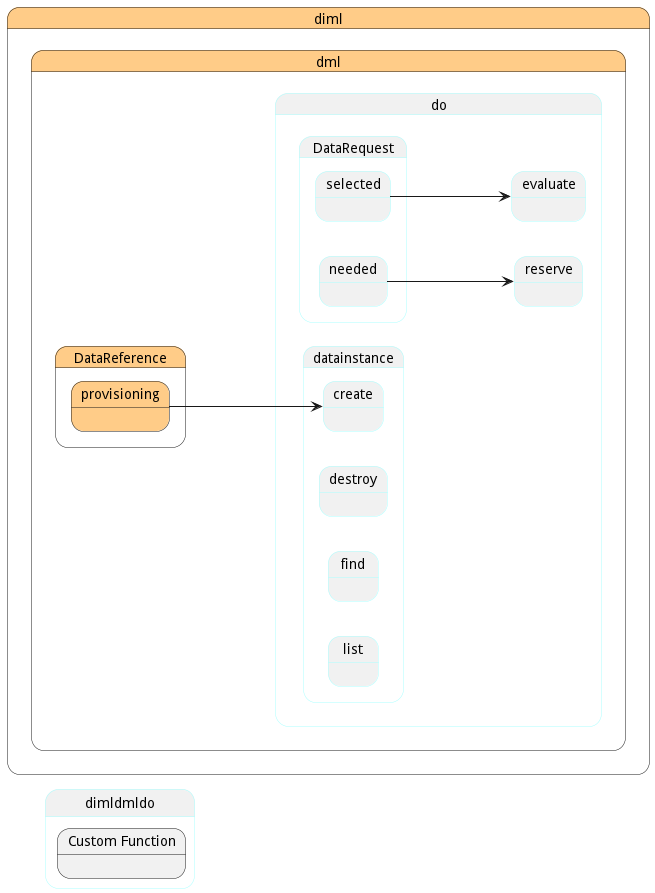 diml
dml
do
DataRequest
selected
evaluate
needed
reserve
DataReference
datainstance
provisioning
create
destroy
find
list
dimldmldo
Custom Function